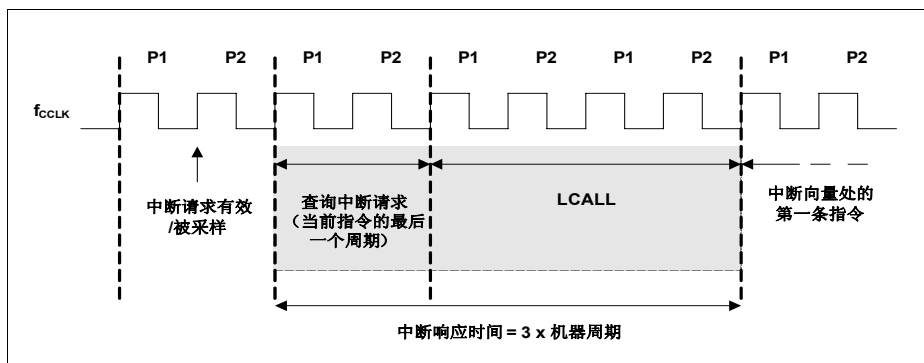 P1 P2 P1 P2 P1 P2 P1 P2 P1 P2
fCCLK
中断请求有效
/被采样
查询中断请求
(当前指令的最后
一个周期)
LCALL
中断向量处的
第一条指令
中断响应时间 = 3 x 机器周期